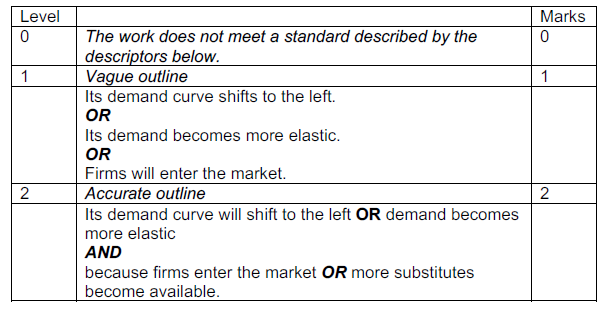 Level Marks
0 The work does not meet a standard described by the 0
descriptors below.
1 Vague outline 1
Its demand curve shifts to the left.
OR
Its demand becomes more elastic.
OR
Firms will enter the market.
2 Accurate outline 2
Its demand curve will shift to the left OR demand becomes
more elastic
AND
because firms enter the market OR more substitutes
become available.